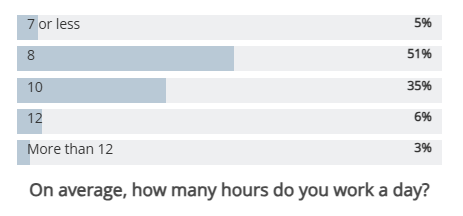 7 or less 5%
8 51%
10 35%
12 6%
More than 12 3%
On average, how many hours do you work a day?